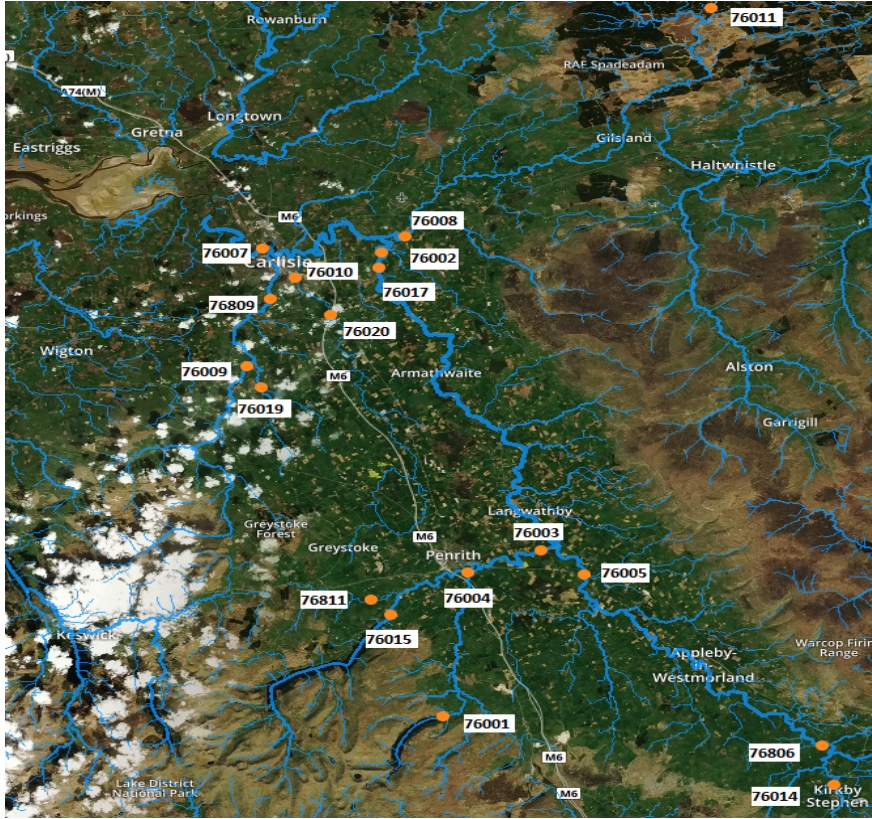 Rowanburn
76011
RAF Spadeadam
A74(M)
Longtown
Gretna
Gilsland
Eastriggs
Haltwhistle
M6
76008
76007
Carlisle
76002
76010
76017
76809
76020
Wigton
76009
M6
Armathwaite
Alston
76019
Garrigill
Langwathby
Greystoke
Forest
76003
M6
Greystoke
Penrith
76005
76811
76004
76015
Keswick
Warcop Firin
Range
Appleby-
in-
Westmorland
76001
76806
M6
Lake District
National Park
M6
76014
Kirkby
Stephen